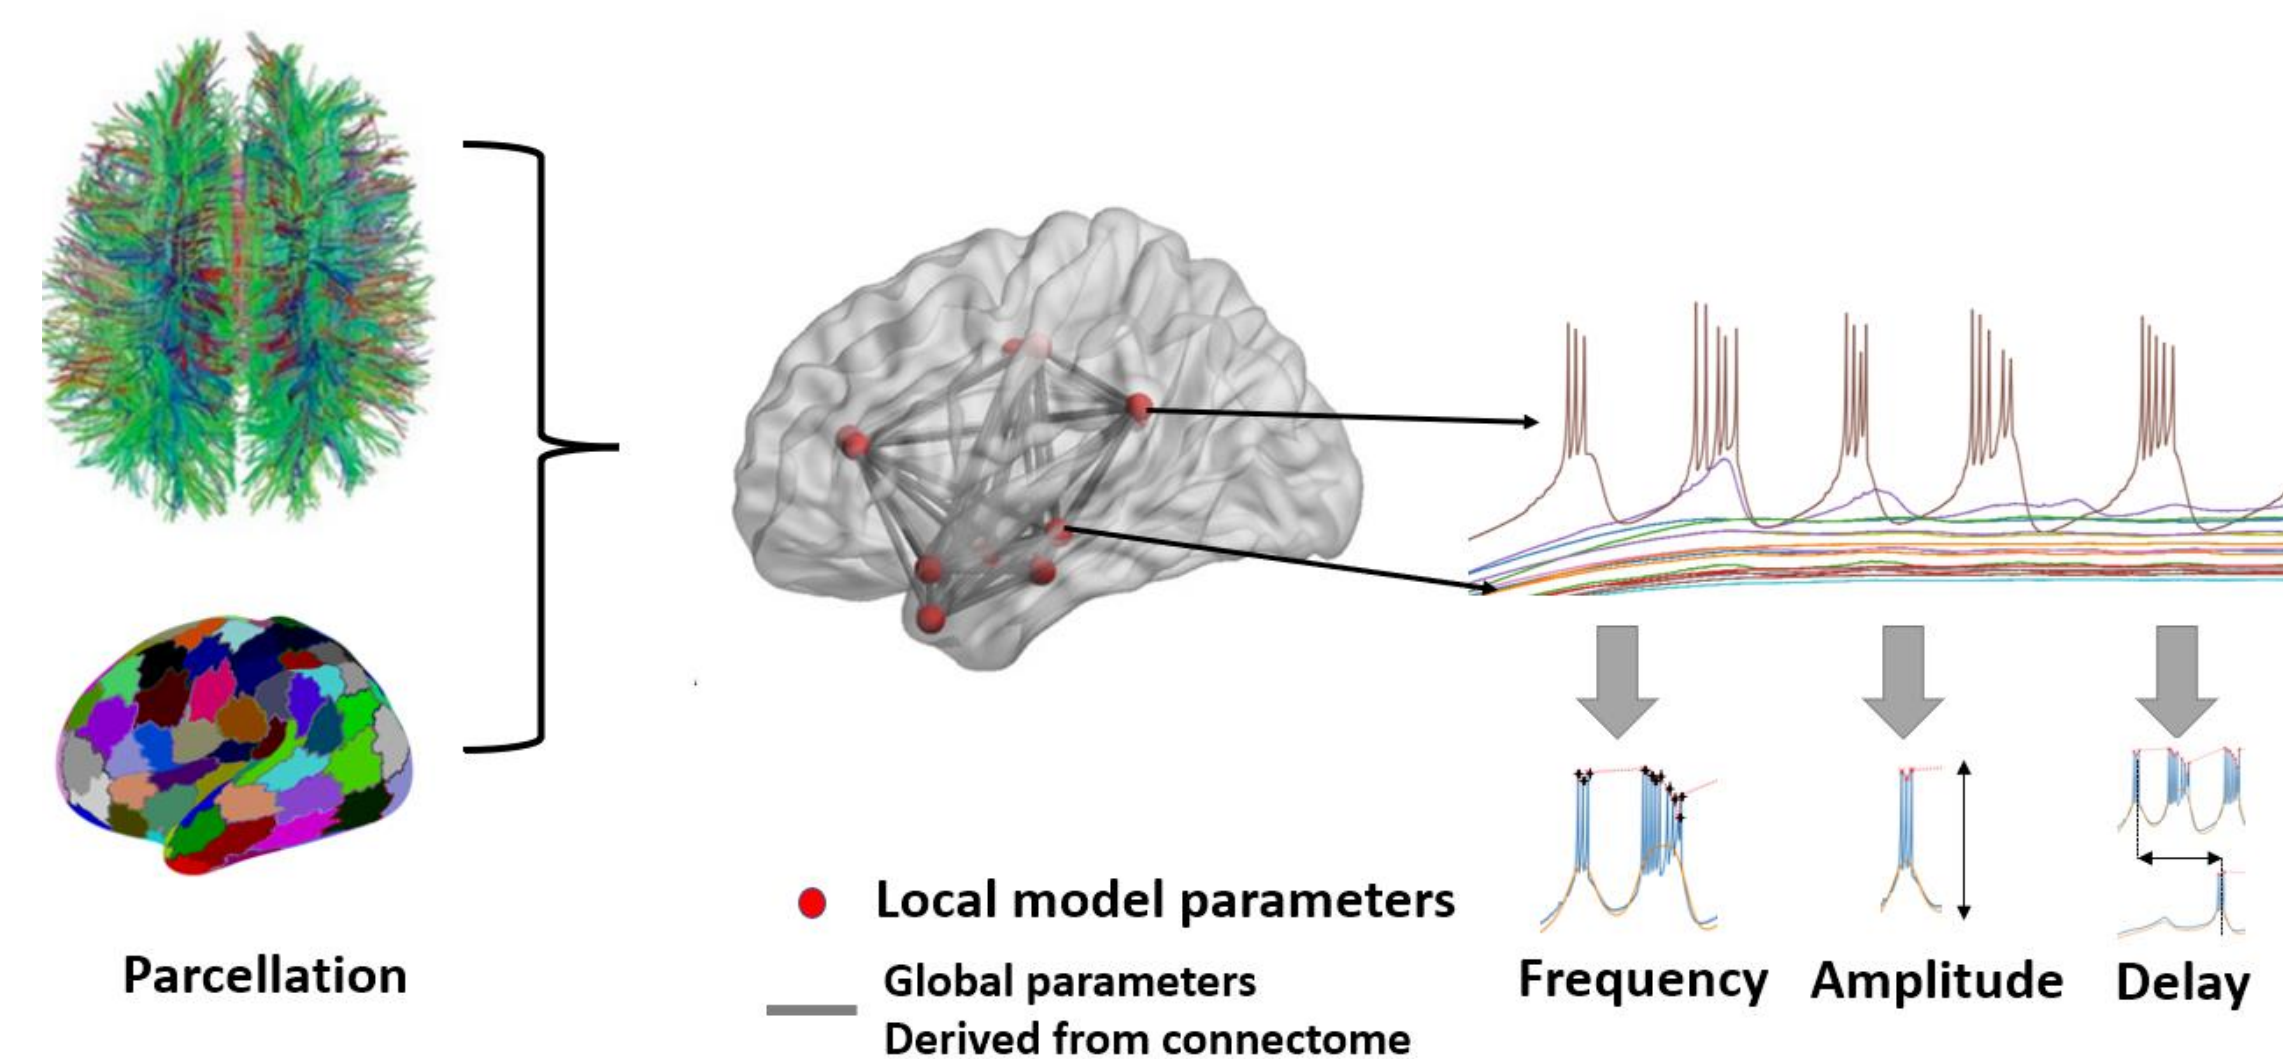 Parcellation
Local model parameters
Global parameters
Derived from connectome
Frequency
Amplitude
Delay